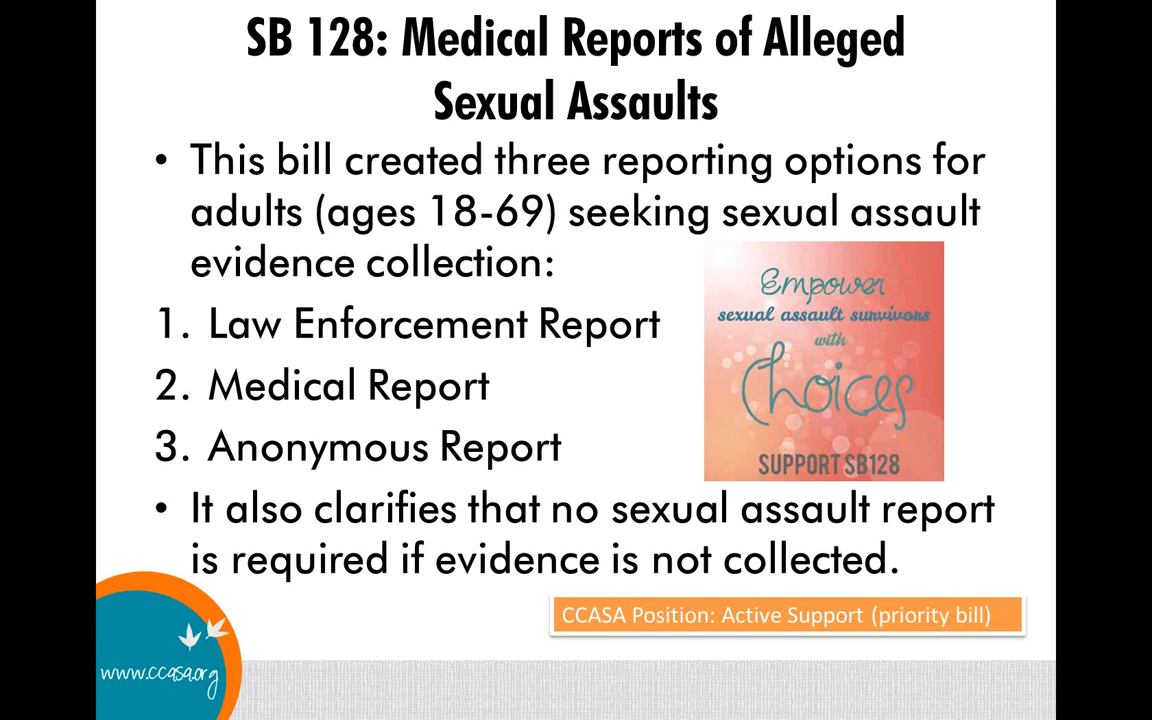 SB 128: Medical Reports of Alleged
Sexual Assaults
• This bill created three reporting options for
adults (ages 18-69) seeking sexual assault
evidence collection:
1. Law Enforcement Report
2. Medical Report
3. Anonymous Report
Empower
sexual assault survivors
with
Choices
SUPPORT SB128
• It also clarifies that no sexual assault report
is required if evidence is not collected.
CCASA Position: Active Support (priority bill)
www.ccasa.org